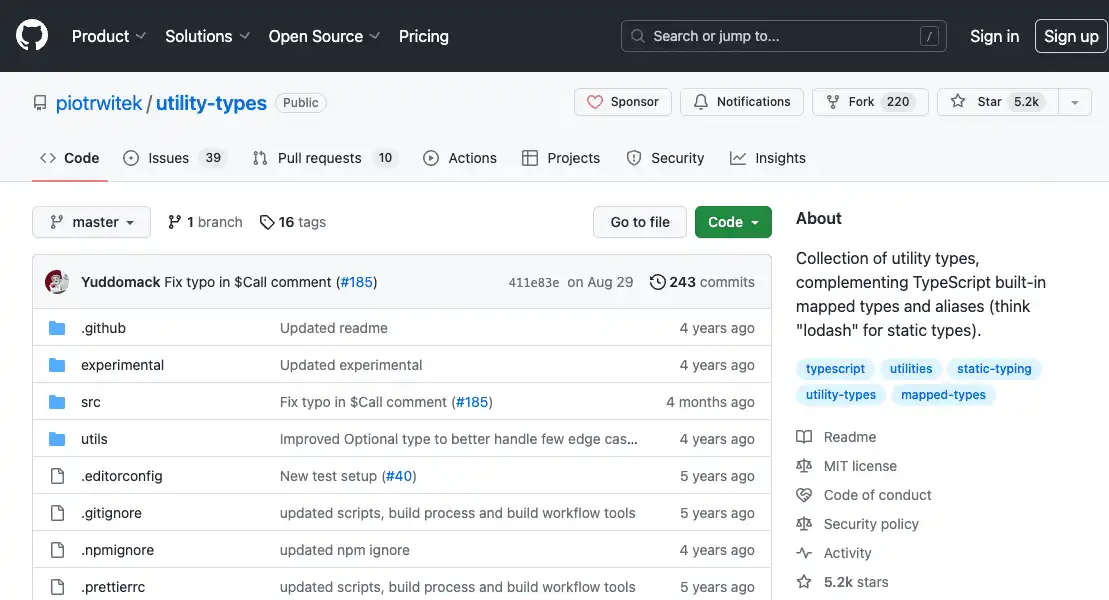 Product Solutions Open Source Pricing Search or jump to... / Sign in Sign up
piotrwitek / utility-types Public Sponsor Notifications Fork 220 Star 5.2k
Code Issues 39 Pull requests 10 Actions Projects Security Insights
master 1 branch 16 tags Go to file Code
Yuddomack Fix typo in $Call comment (#185) 411e83e on Aug 29 243 commits
.github Updated readme 4 years ago
experimental Updated experimental 4 years ago
src Fix typo in $Call comment (#185) 4 months ago
utils Improved Optional type to better handle few edge cas... 4 years ago
.editorconfig New test setup (#40) 5 years ago
.gitignore updated scripts, build process and build workflow tools 5 years ago
.npmignore updated npm ignore 4 years ago
.prettierrc updated scripts, build process and build workflow tools 5 years ago
About
Collection of utility types,
complementing TypeScript built-in
mapped types and aliases (think
"lodash" for static types).
typescript utilities static-typing
utility-types mapped-types
Readme
MIT license
Code of conduct
Security policy
Activity
5.2k stars